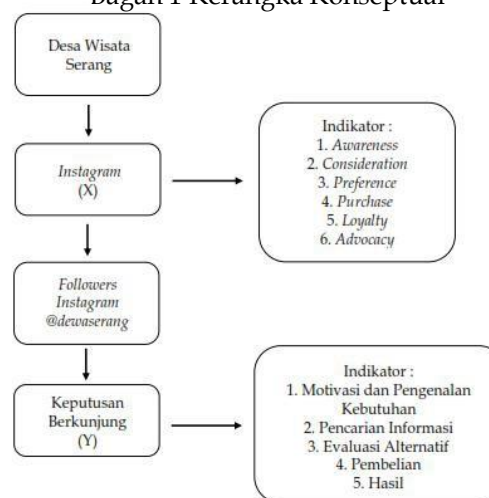 Bagan 1 Kerangka Konseptual
Desa Wisata
Serang
Instagram
(X)
Indikator :
1. Awareness
2. Consideration
3. Preference
4. Purchase
5. Loyalty
6. Advocacy
Followers
Instagram
@dewaserang
Keputusan
Berkunjung
(Y)
Indikator :
1. Motivasi dan Pengenalan
Kebutuhan
2. Pencarian Informasi
3. Evaluasi Alternatif
4. Pembelian
5. Hasil